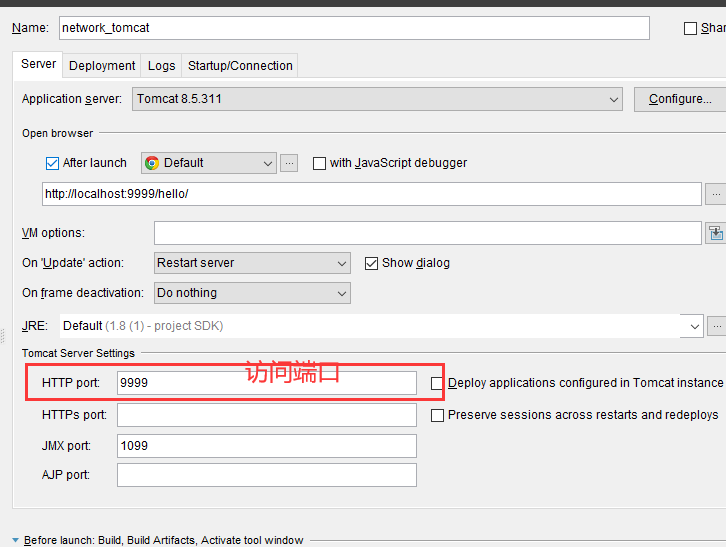 Name: network_tomcat
Server Deployment Logs Startup/Connection
Application server: Tomcat 8.5.311 Configure...
Open browser
After launch Default ... with JavaScript debugger
http://localhost:9999/hello/ ...
VM options:
On 'Update' action: Restart server Show dialog
On frame deactivation: Do nothing
JRE: Default (1.8 (1) - project SDK) ...
Tomcat Server Settings
访问端口
HTTP port: 9999 Deploy applications configured in Tomcat instance
HTTPs port: Preserve sessions across restarts and redeploys
JMX port: 1099
AJP port:
Before launch: Build, Build Artifacts, Activate tool window